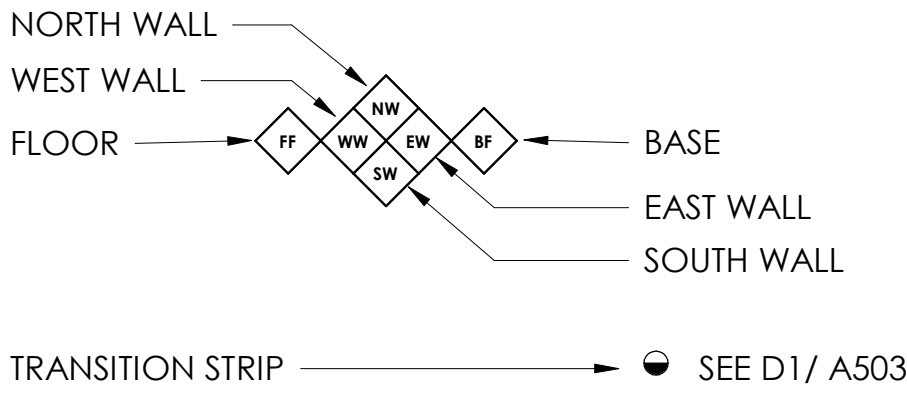 NORTH WALL
WEST WALL
FLOOR
NW
FF WW EW BF
SW
BASE
EAST WALL
SOUTH WALL
TRANSITION STRIP SEE D1/ A503